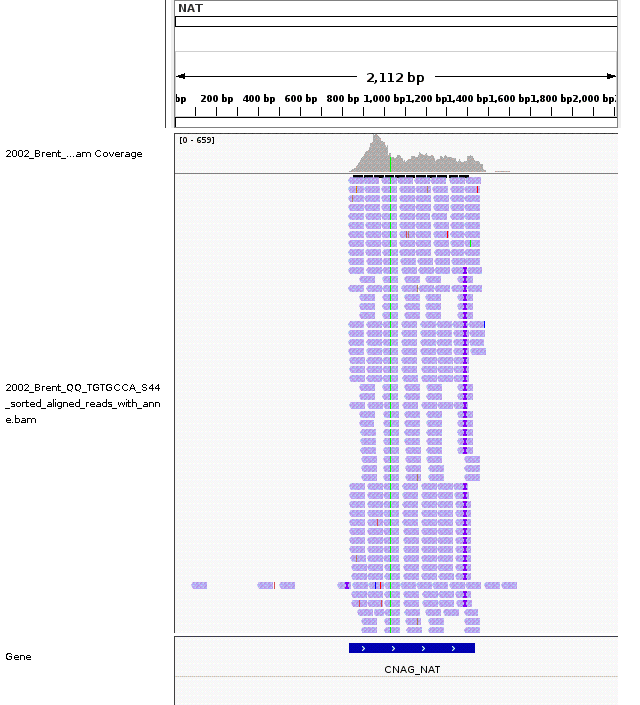 NAT
2,112 bp
bp 200 bp 400 bp 600 bp 800 bp 1,000 bp 1,200 bp 1,400 bp 1,600 bp 1,800 bp 2,000 bp 2,
[0 - 659]
2002_Brent_...am Coverage
2002_Brent_QO_TGTGCCA_S44
_sorted_aligned_reads_with_ann
e.bam
Gene
CNAG_NAT